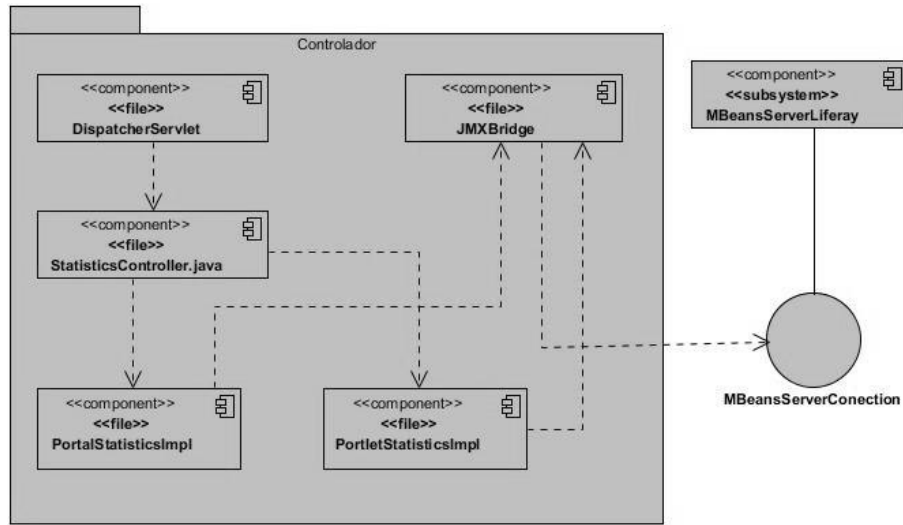 Controlador
<<component>>
<<file>>
DispatcherServlet
<<component>>
<<file>>
JMXBridge
<<component>>
<<subsystem>>
MBeansServerLiferay
<<component>>
<<file>>
StatisticsController.java
<<component>>
<<file>>
PortalStatisticsImpl
<<component>>
<<file>>
PortletStatisticsImpl
MBeansServerConection